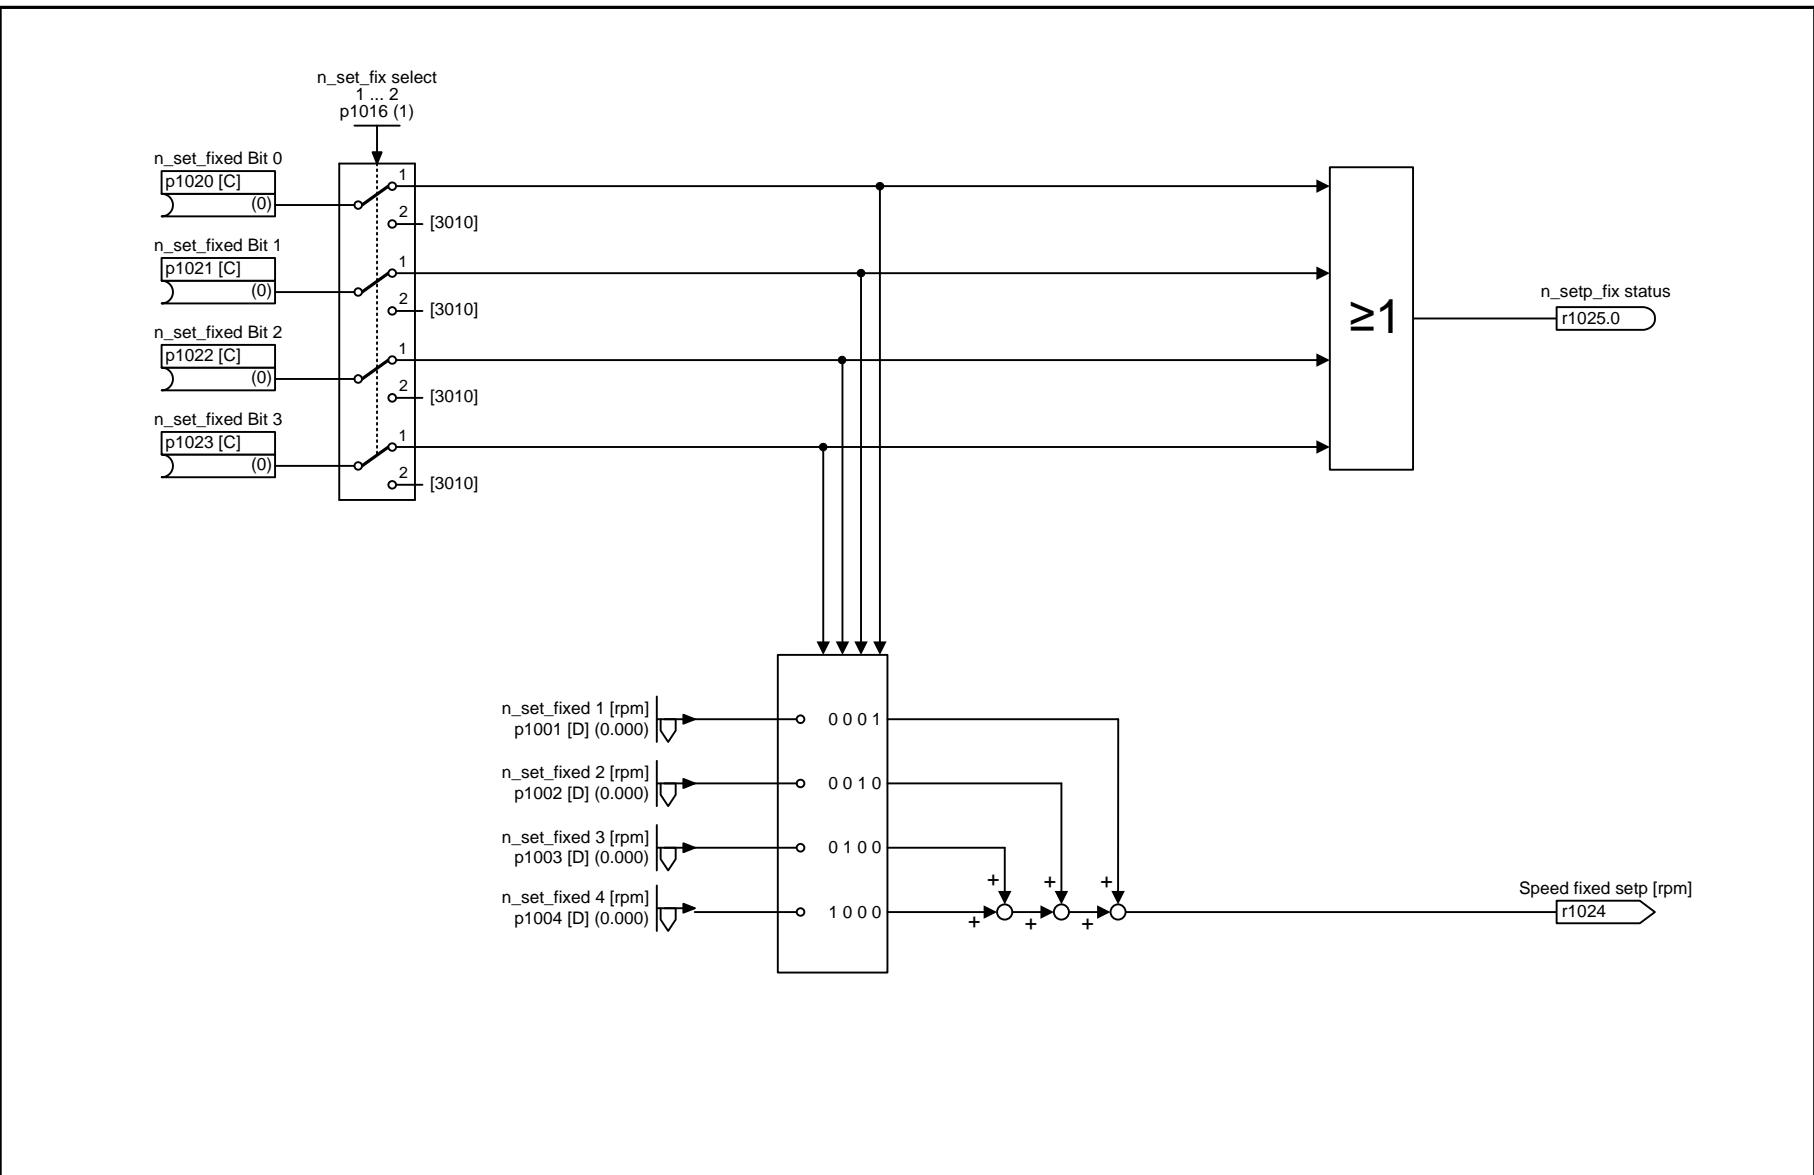 n_set_fix select
1 ... 2
p1016 (1)
n_set_fixed Bit 0
p1020 [C]
(0)
1
2
[3010]
n_set_fixed Bit 1
p1021 [C]
(0)
1
2
[3010]
n_set_fixed Bit 2
p1022 [C]
(0)
1
2
[3010]
n_set_fixed Bit 3
p1023 [C]
(0)
1
2
[3010]
≥1
n_setp_fix status
r1025.0
n_set_fixed 1 [rpm]
p1001 [D] (0.000)
0 0 0 1
n_set_fixed 2 [rpm]
p1002 [D] (0.000)
0 0 1 0
n_set_fixed 3 [rpm]
p1003 [D] (0.000)
0 1 0 0
n_set_fixed 4 [rpm]
p1004 [D] (0.000)
1 0 0 0
+
+
+
+
+
+
Speed fixed setp [rpm]
r1024